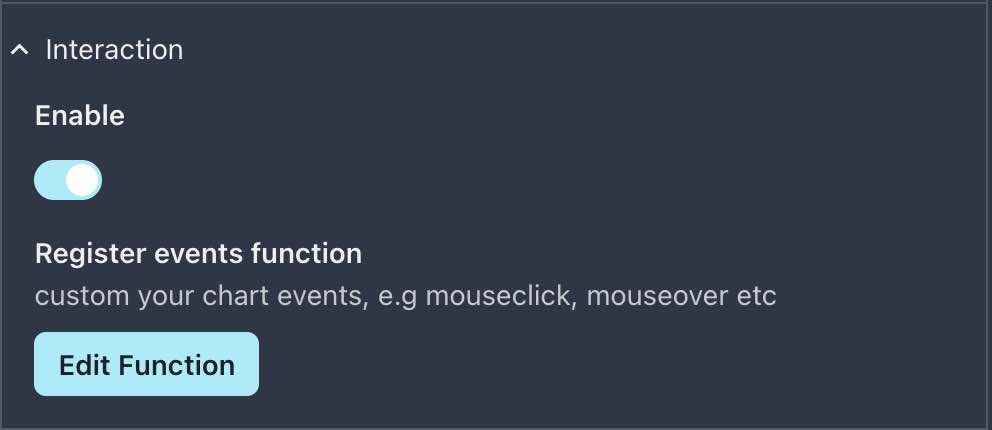 Interaction
Enable
Register events function
custom your chart events, e.g mouseclick, mouseover etc
Edit Function